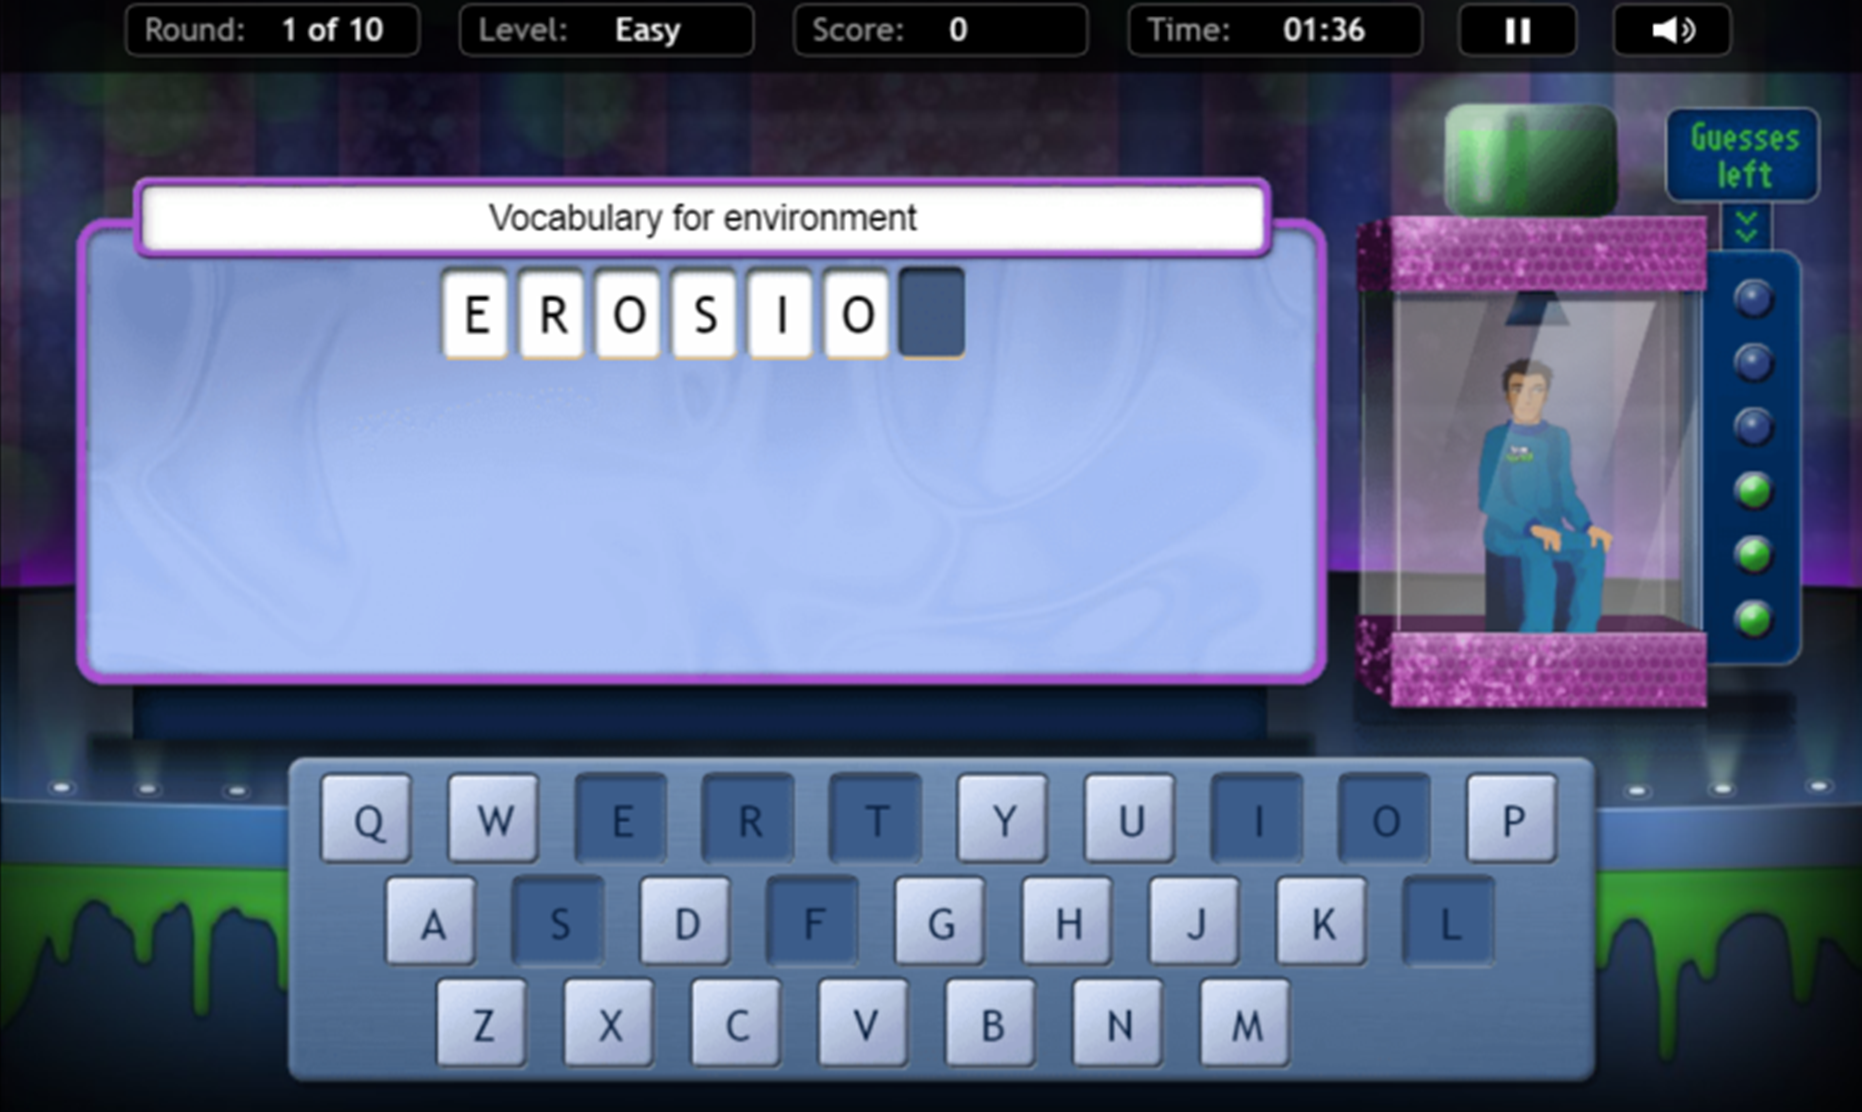 Round: 1 of 10 Level: Easy Score: 0 Time: 01:36
Guesses
left
Vocabulary for environment
E R O S I O
Q W E R T Y U I O P
A S D F G H J K L
Z X C V B N M